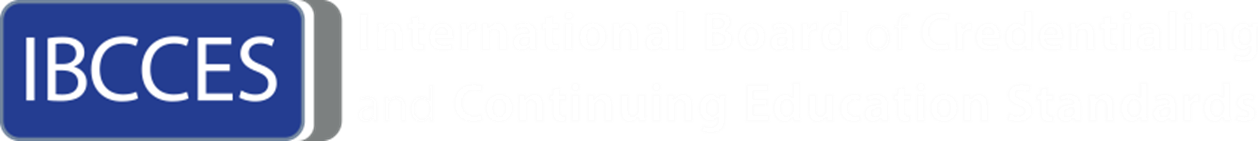 IBCCES
International Board of Credentialing
and Continuing Education Standards